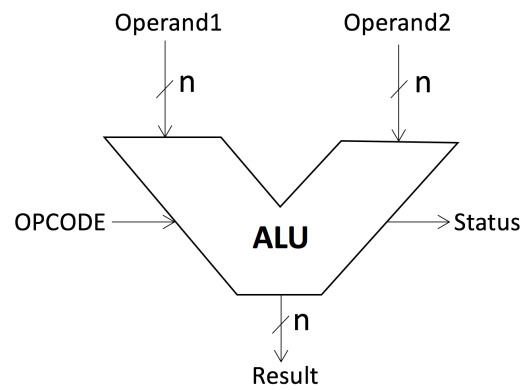 Operand1
Operand2
n
n
OPCODE
ALU
Status
n
Result